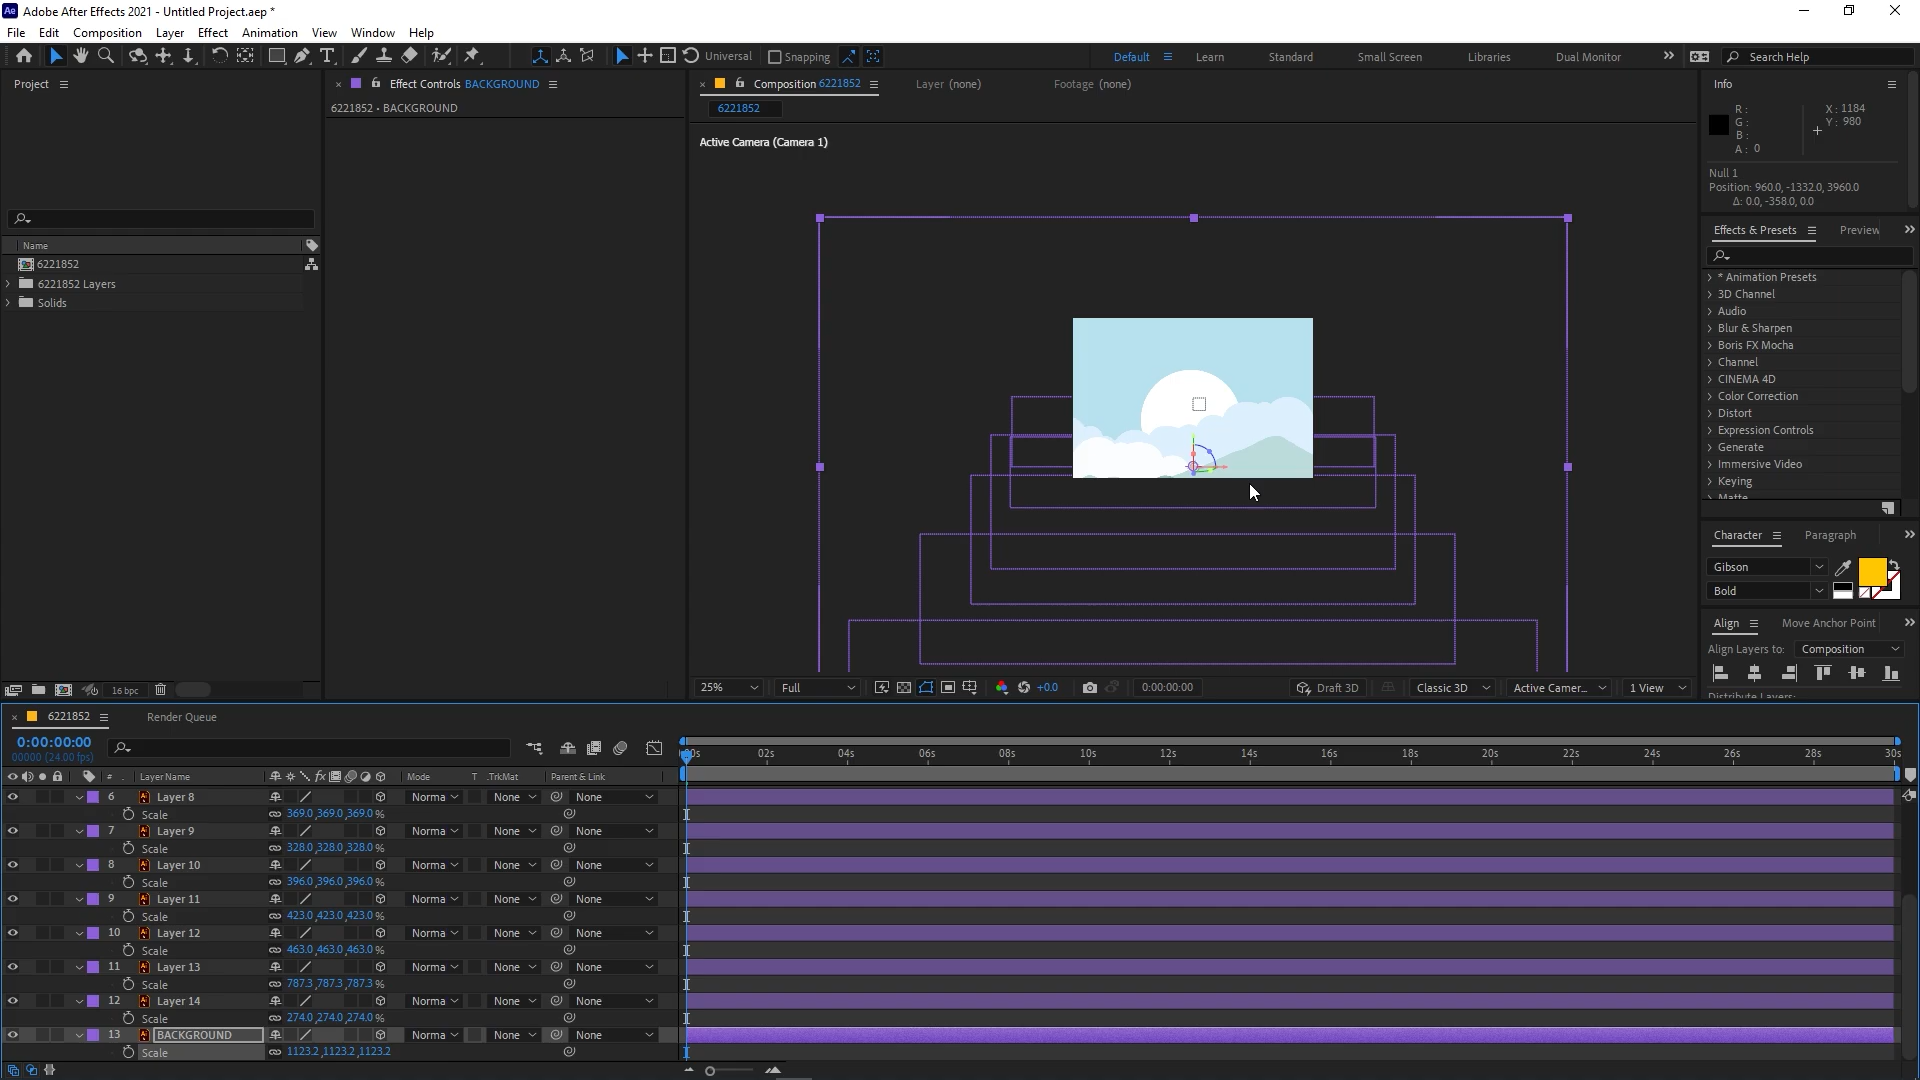 Adobe After Effects 2021 - Untitled Project.aep *
File Edit Composition Layer Effect Animation View Window Help
Universal Snapping Default Learn Standard Small Screen Libraries Dual Monitor Search Help
Project
Effect Controls BACKGROUND
6221852 • BACKGROUND
Name
6221852
6221852 Layers
Solids
16 bpc
Composition 6221852 Layer (none) Footage (none)
6221852
Active Camera (Camera 1)
25% Full +0.0 0:00:00:00 Draft 3D Classic 3D Active Camer... 1 View
Info
R :
G :
B :
A : 0
X : 1184
Y : 980
Null 1
Position: 960.0, -1332.0, 3960.0
Δ: 0.0, -358.0, 0.0
Effects & Presets Preview
* Animation Presets
3D Channel
Audio
Blur & Sharpen
Boris FX Mocha
Channel
CINEMA 4D
Color Correction
Distort
Expression Controls
Generate
Immersive Video
Keying
Matte
Character Paragraph
Gibson
Bold
Align Move Anchor Point
Align Layers to: Composition
Distribute Layers:
6221852 Render Queue
0:00:00:00
00000 (24.00 fps)
# Layer Name Mode T .TrkMat Parent & Link
00s 02s 04s 06s 08s 10s 12s 14s 16s 18s 20s 22s 24s 26s 28s 30s
6 Layer 8 Norma None None
Scale 369.0,369.0,369.0 %
7 Layer 9 Norma None None
Scale 328.0,328.0,328.0 %
8 Layer 10 Norma None None
Scale 396.0,396.0,396.0 %
9 Layer 11 Norma None None
Scale 423.0,423.0,423.0 %
10 Layer 12 Norma None None
Scale 463.0,463.0,463.0 %
11 Layer 13 Norma None None
Scale 787.3,787.3,787.3 %
12 Layer 14 Norma None None
Scale 274.0,274.0,274.0 %
13 BACKGROUND Norma None None
Scale 1123.2,1123.2,1123.2